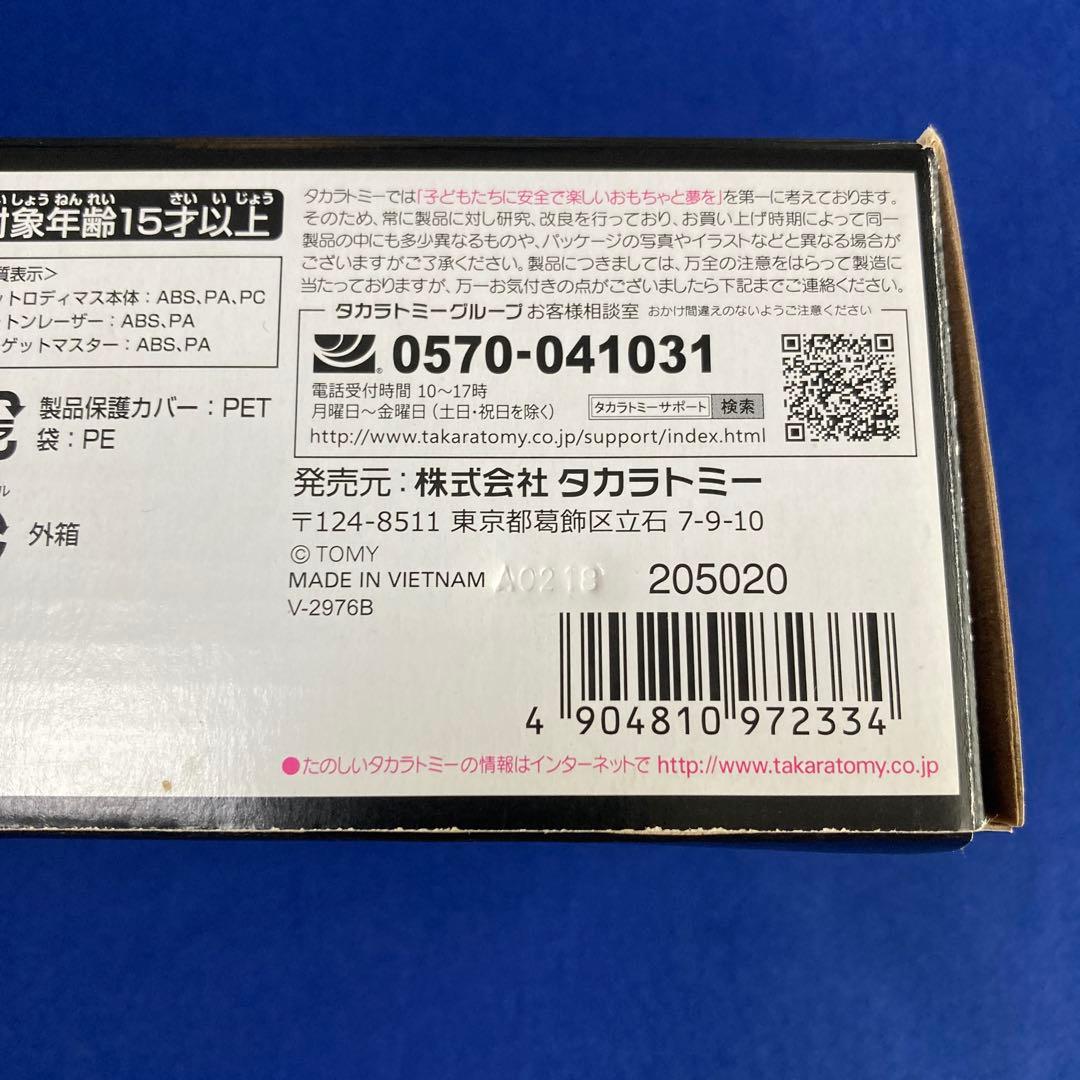 しょう ねん れい さい い じょう
対象年齢15才以上
質表示>
ットロディマス本体：ABS、PA、PC
トンレーザー：ABS、PA
ゲットマスター：ABS、PA
製品保護カバー：PET
袋：PE
ル
外箱
タカラトミーでは「子どもたちに安全で楽しいおもちゃと夢を」を第一に考えております。
そのため、常に製品に対し研究、改良を行っており、お買い上げ時期によって同一
製品の中にも多少異なるものや、パッケージの写真やイラストなどと異なる場合が
ございますがご了承ください。製品につきましては、万全の注意をはらって製造に
当たっておりますが、万一お気付きの点がございましたら下記までご連絡ください。
タカラトミーグループ お客様相談室 おかけ間違えのないようご注意ください
0570-041031
電話受付時間 10〜17時
月曜日〜金曜日（土日・祝日を除く）
タカラトミーサポート 検索
http://www.takaratomy.co.jp/support/index.html
発売元：株式会社 タカラトミー
〒124-8511 東京都葛飾区立石 7-9-10
© TOMY
MADE IN VIETNAM A0218 205020
V-2976B
4 904810 972334
●たのしいタカラトミーの情報はインターネットで http://www.takaratomy.co.jp